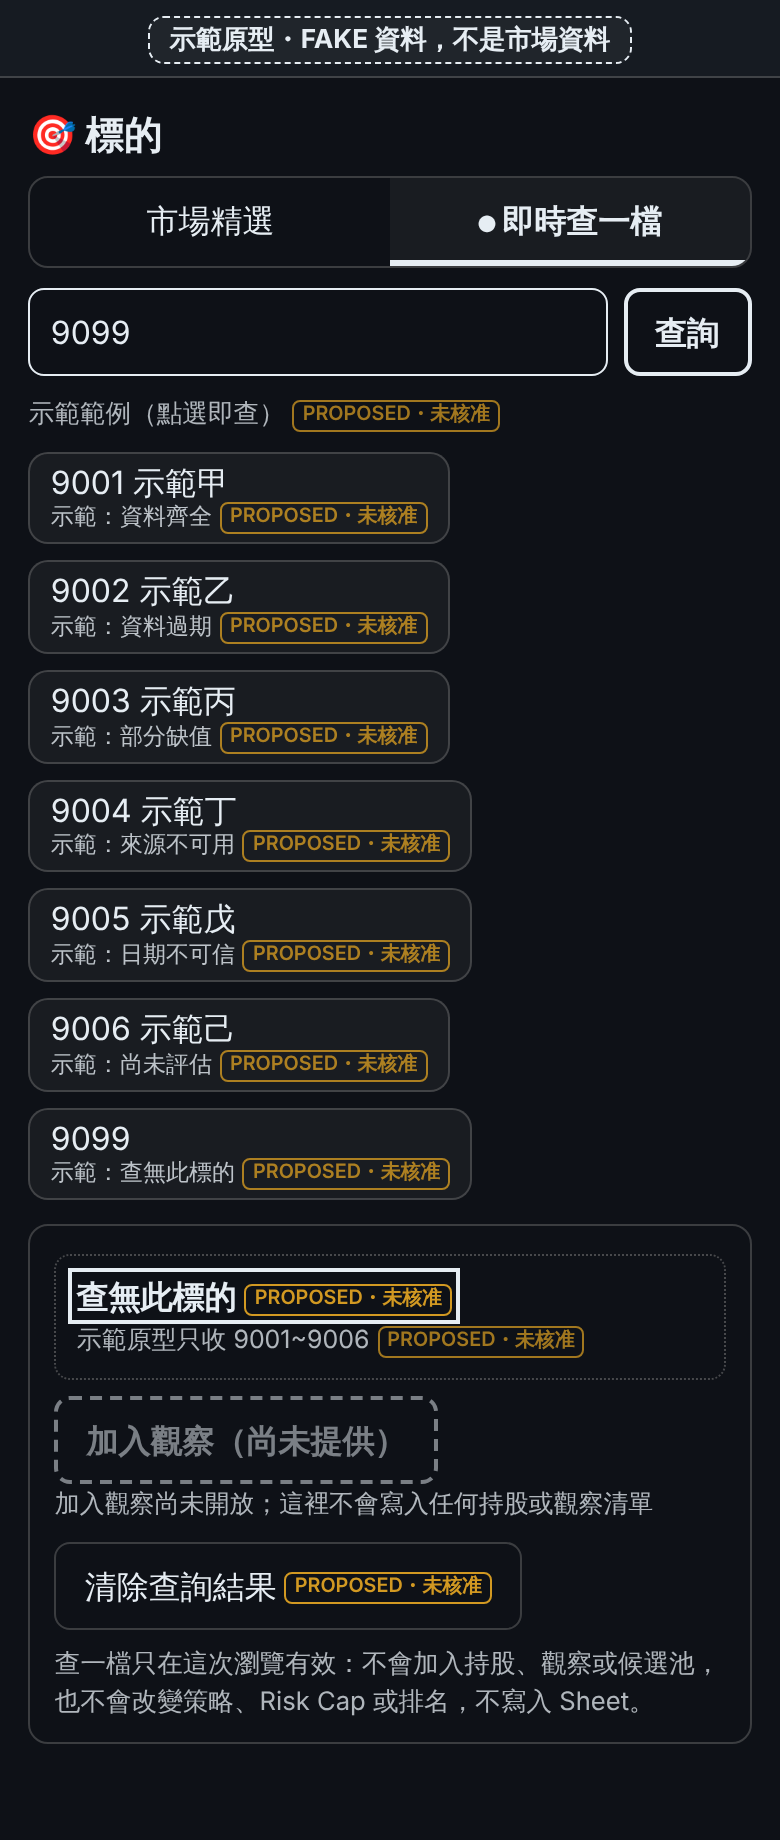 示範原型・FAKE 資料，不是市場資料
🎯 標的
市場精選
●即時查一檔
9099
查詢
示範範例（點選即查） PROPOSED・未核准
9001 示範甲
示範：資料齊全 PROPOSED・未核准
9002 示範乙
示範：資料過期 PROPOSED・未核准
9003 示範丙
示範：部分缺值 PROPOSED・未核准
9004 示範丁
示範：來源不可用 PROPOSED・未核准
9005 示範戊
示範：日期不可信 PROPOSED・未核准
9006 示範己
示範：尚未評估 PROPOSED・未核准
9099
示範：查無此標的 PROPOSED・未核准
查無此標的 PROPOSED・未核准
示範原型只收 9001~9006 PROPOSED・未核准
加入觀察（尚未提供）
加入觀察尚未開放；這裡不會寫入任何持股或觀察清單
清除查詢結果 PROPOSED・未核准
查一檔只在這次瀏覽有效：不會加入持股、觀察或候選池，
也不會改變策略、Risk Cap 或排名，不寫入 Sheet。